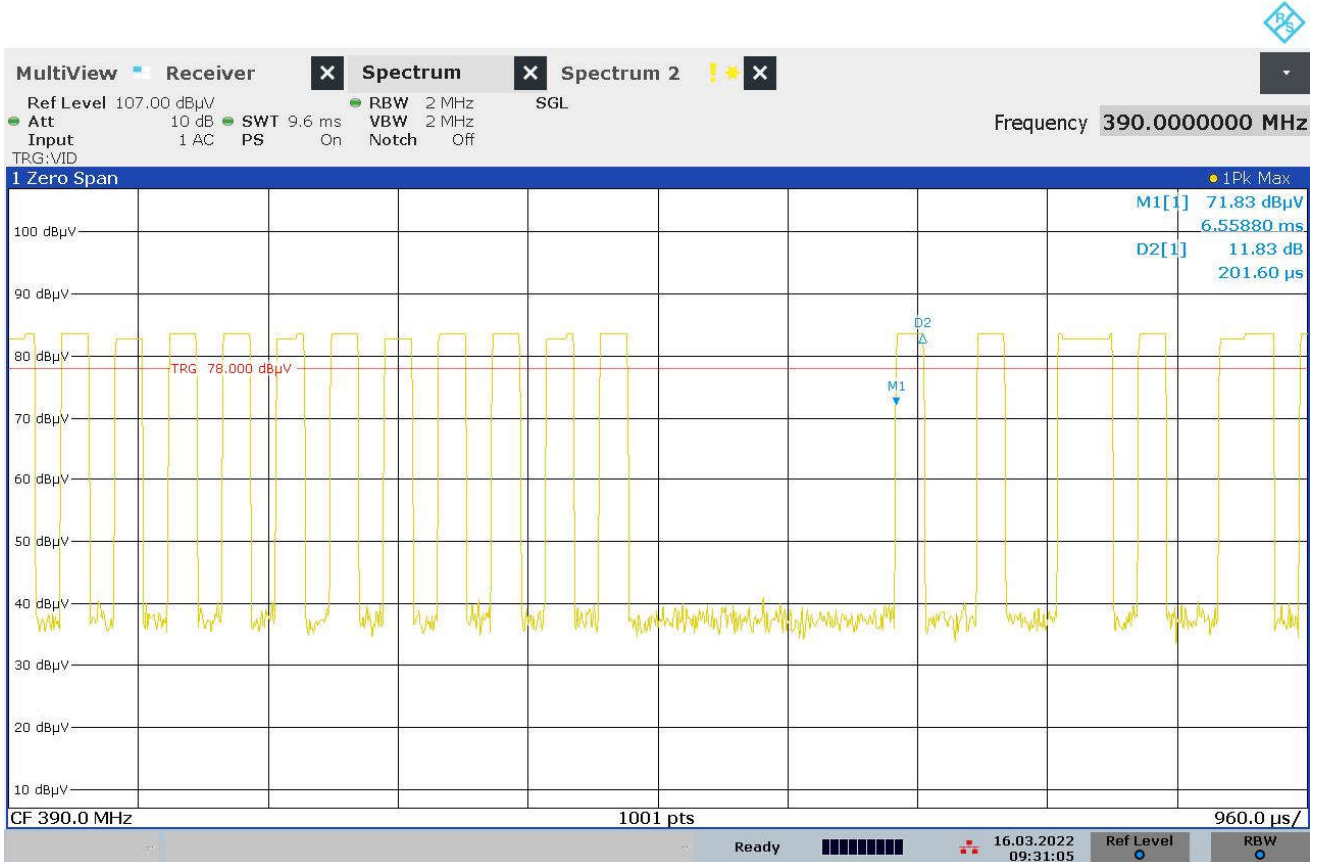 R&S
MultiView Receiver Spectrum Spectrum 2
Ref Level 107.00 dBµV RBW 2 MHz SGL
Att 10 dB SWT 9.6 ms VBW 2 MHz Frequency 390.0000000 MHz
Input 1 AC PS On Notch Off
TRG:VID
1 Zero Span 1Pk Max
M1[1] 71.83 dBµV
6.55880 ms
D2[1] 11.83 dB
201.60 µs
100 dBµV
90 dBµV
D2
80 dBµV
TRG 78.000 dBµV
M1
70 dBµV
60 dBµV
50 dBµV
40 dBµV
30 dBµV
20 dBµV
10 dBµV
CF 390.0 MHz 1001 pts 960.0 µs/
Ready 16.03.2022 Ref Level RBW
09:31:05